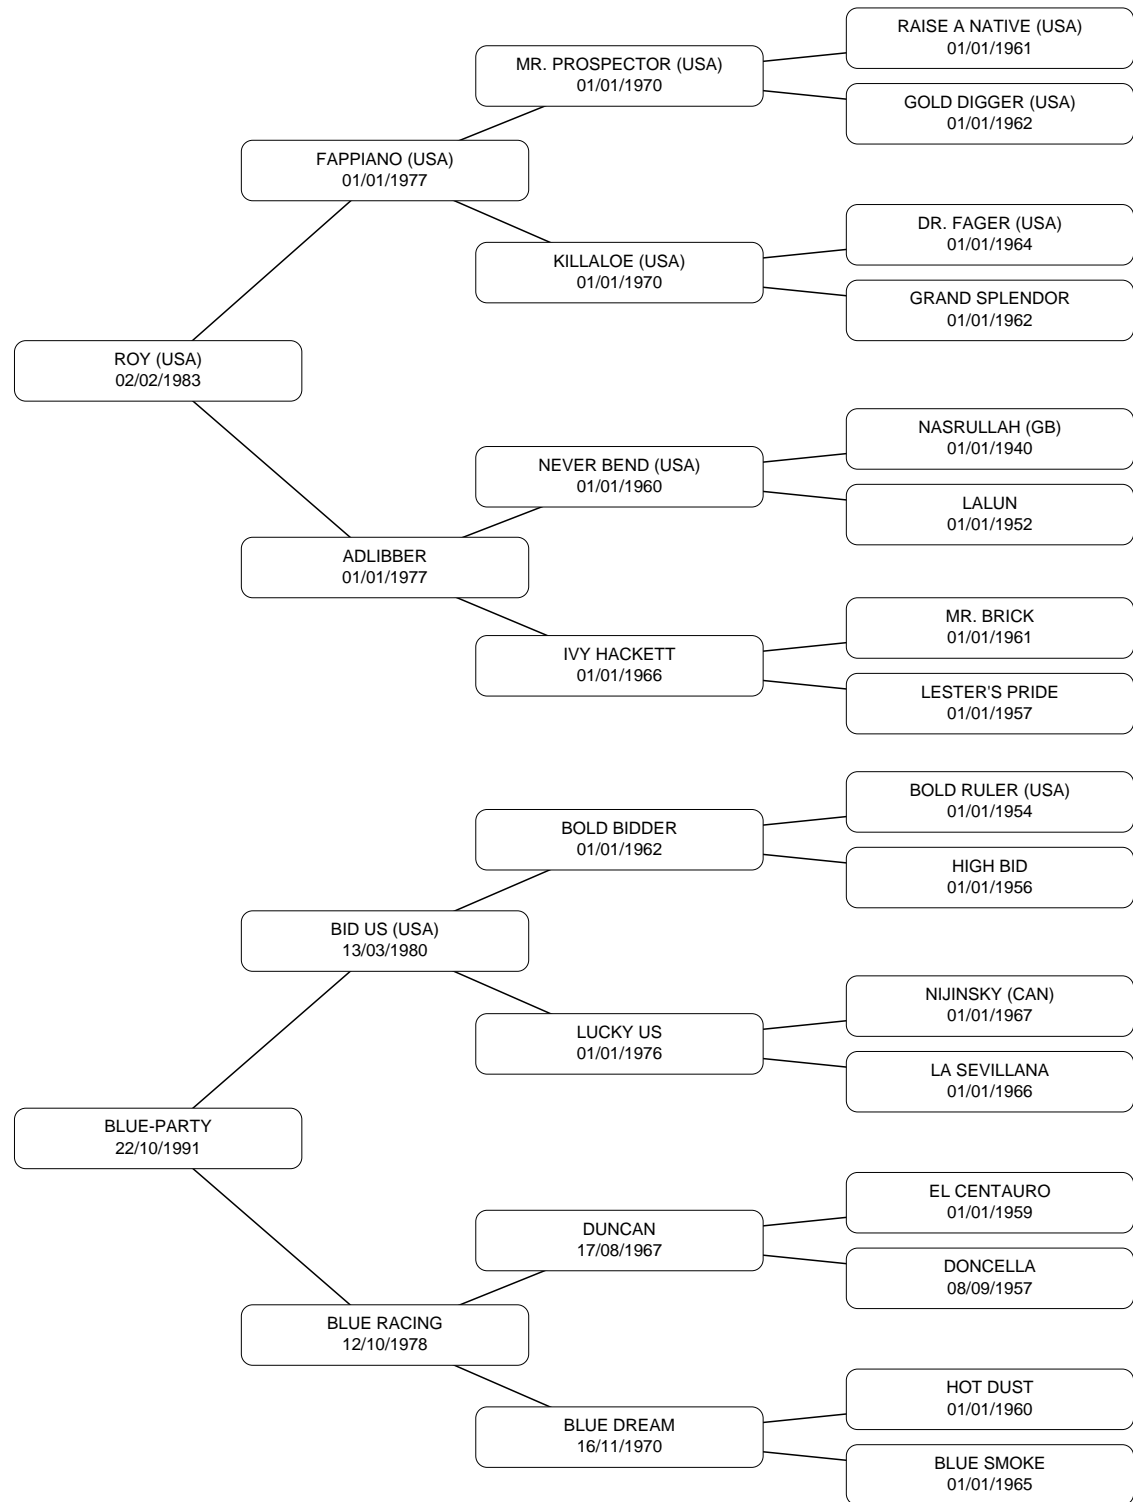 RAISE A NATIVE (USA)
01/01/1961
MR. PROSPECTOR (USA)
01/01/1970
GOLD DIGGER (USA)
01/01/1962
FAPPIANO (USA)
01/01/1977
DR. FAGER (USA)
01/01/1964
KILLALOE (USA)
01/01/1970
GRAND SPLENDOR
01/01/1962
ROY (USA)
02/02/1983
NASRULLAH (GB)
01/01/1940
NEVER BEND (USA)
01/01/1960
LALUN
01/01/1952
ADLIBBER
01/01/1977
MR. BRICK
01/01/1961
IVY HACKETT
01/01/1966
LESTER'S PRIDE
01/01/1957
BOLD RULER (USA)
01/01/1954
BOLD BIDDER
01/01/1962
HIGH BID
01/01/1956
BID US (USA)
13/03/1980
NIJINSKY (CAN)
01/01/1967
LUCKY US
01/01/1976
LA SEVILLANA
01/01/1966
BLUE-PARTY
22/10/1991
EL CENTAURO
01/01/1959
DUNCAN
17/08/1967
DONCELLA
08/09/1957
BLUE RACING
12/10/1978
HOT DUST
01/01/1960
BLUE DREAM
16/11/1970
BLUE SMOKE
01/01/1965